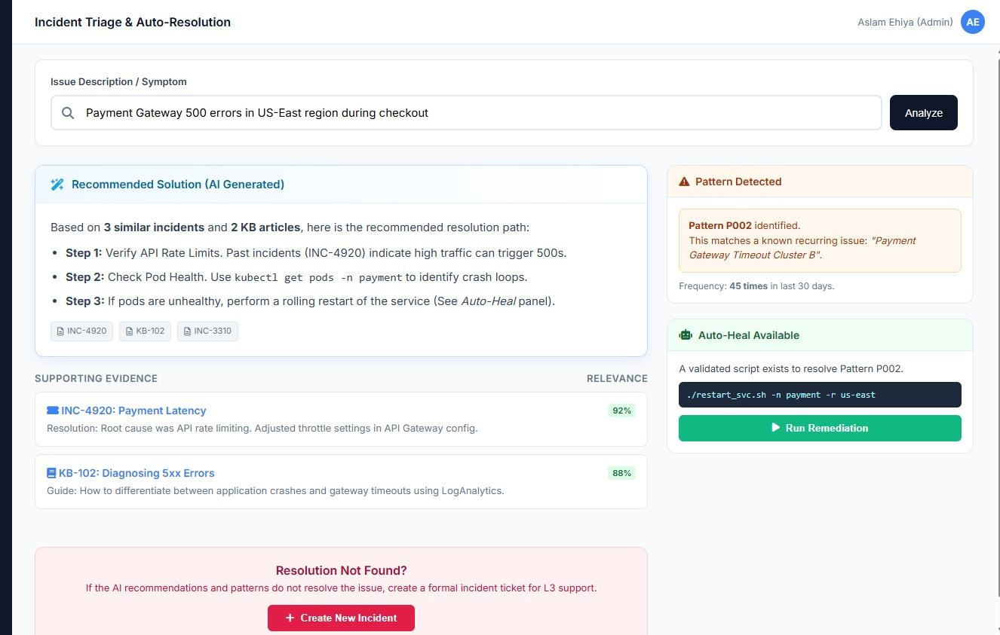 Incident Triage & Auto-Resolution
Aslam Ehiya (Admin)
AE
Issue Description / Symptom
Payment Gateway 500 errors in US-East region during checkout
Analyze
Recommended Solution (AI Generated)
Based on 3 similar incidents and 2 KB articles, here is the recommended resolution path:
• Step 1: Verify API Rate Limits. Past incidents (INC-4920) indicate high traffic can trigger 500s.
• Step 2: Check Pod Health. Use kubectl get pods -n payment to identify crash loops.
• Step 3: If pods are unhealthy, perform a rolling restart of the service (See Auto-Heal panel).
INC-4920
KB-102
INC-3310
SUPPORTING EVIDENCE
RELEVANCE
INC-4920: Payment Latency
92%
Resolution: Root cause was API rate limiting. Adjusted throttle settings in API Gateway config.
KB-102: Diagnosing 5xx Errors
88%
Guide: How to differentiate between application crashes and gateway timeouts using LogAnalytics.
Resolution Not Found?
If the AI recommendations and patterns do not resolve the issue, create a formal incident ticket for L3 support.
+ Create New Incident
Pattern Detected
Pattern P002 identified.
This matches a known recurring issue: "Payment
Gateway Timeout Cluster B".
Frequency: 45 times in last 30 days.
Auto-Heal Available
A validated script exists to resolve Pattern P002.
./restart_svc.sh -n payment -r us-east
Run Remediation